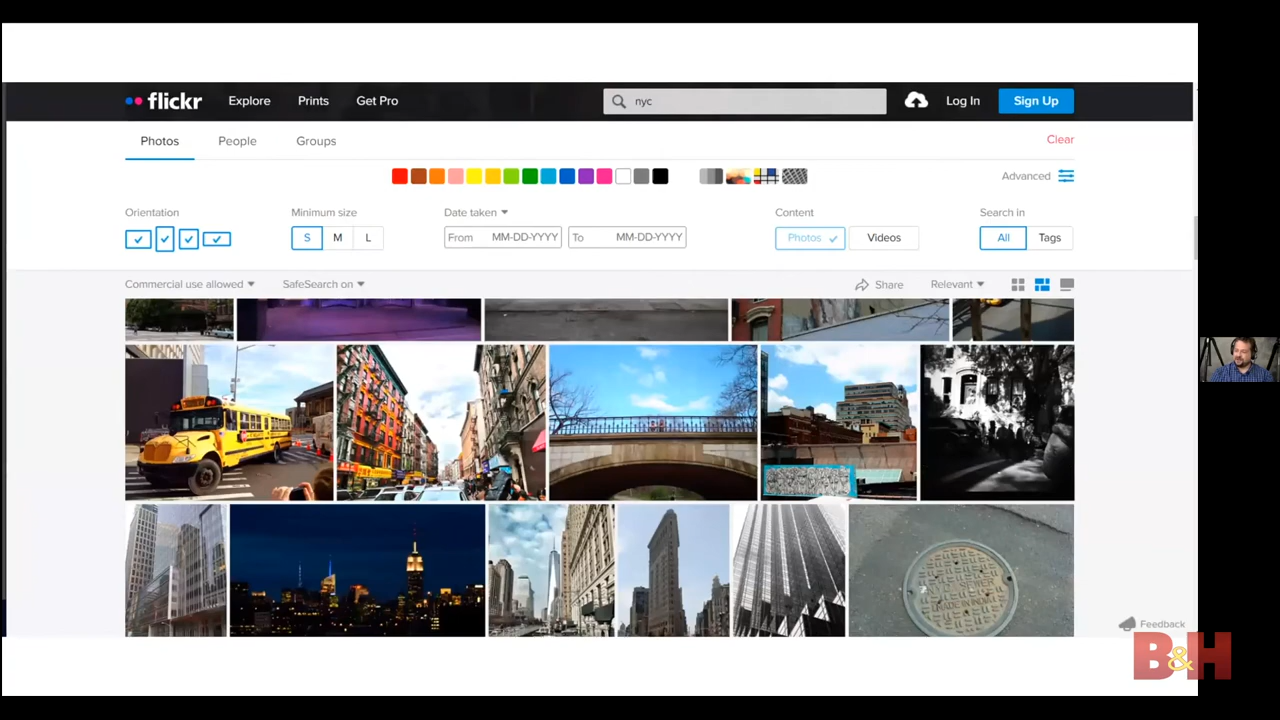 flickr Explore Prints Get Pro nyc Log In Sign Up
Photos People Groups Clear
Advanced
Orientation Minimum size Date taken Content Search in
S M L From MM-DD-YYYY To MM-DD-YYYY Photos Videos All Tags
Commercial use allowed SafeSearch on Share Relevant
Feedback
B&H